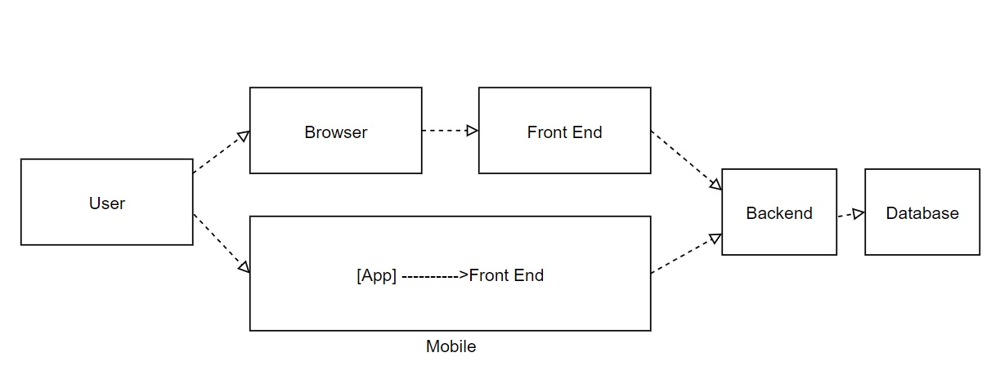 Browser
Front End
User
Backend
Database
[App] ---------->Front End
Mobile